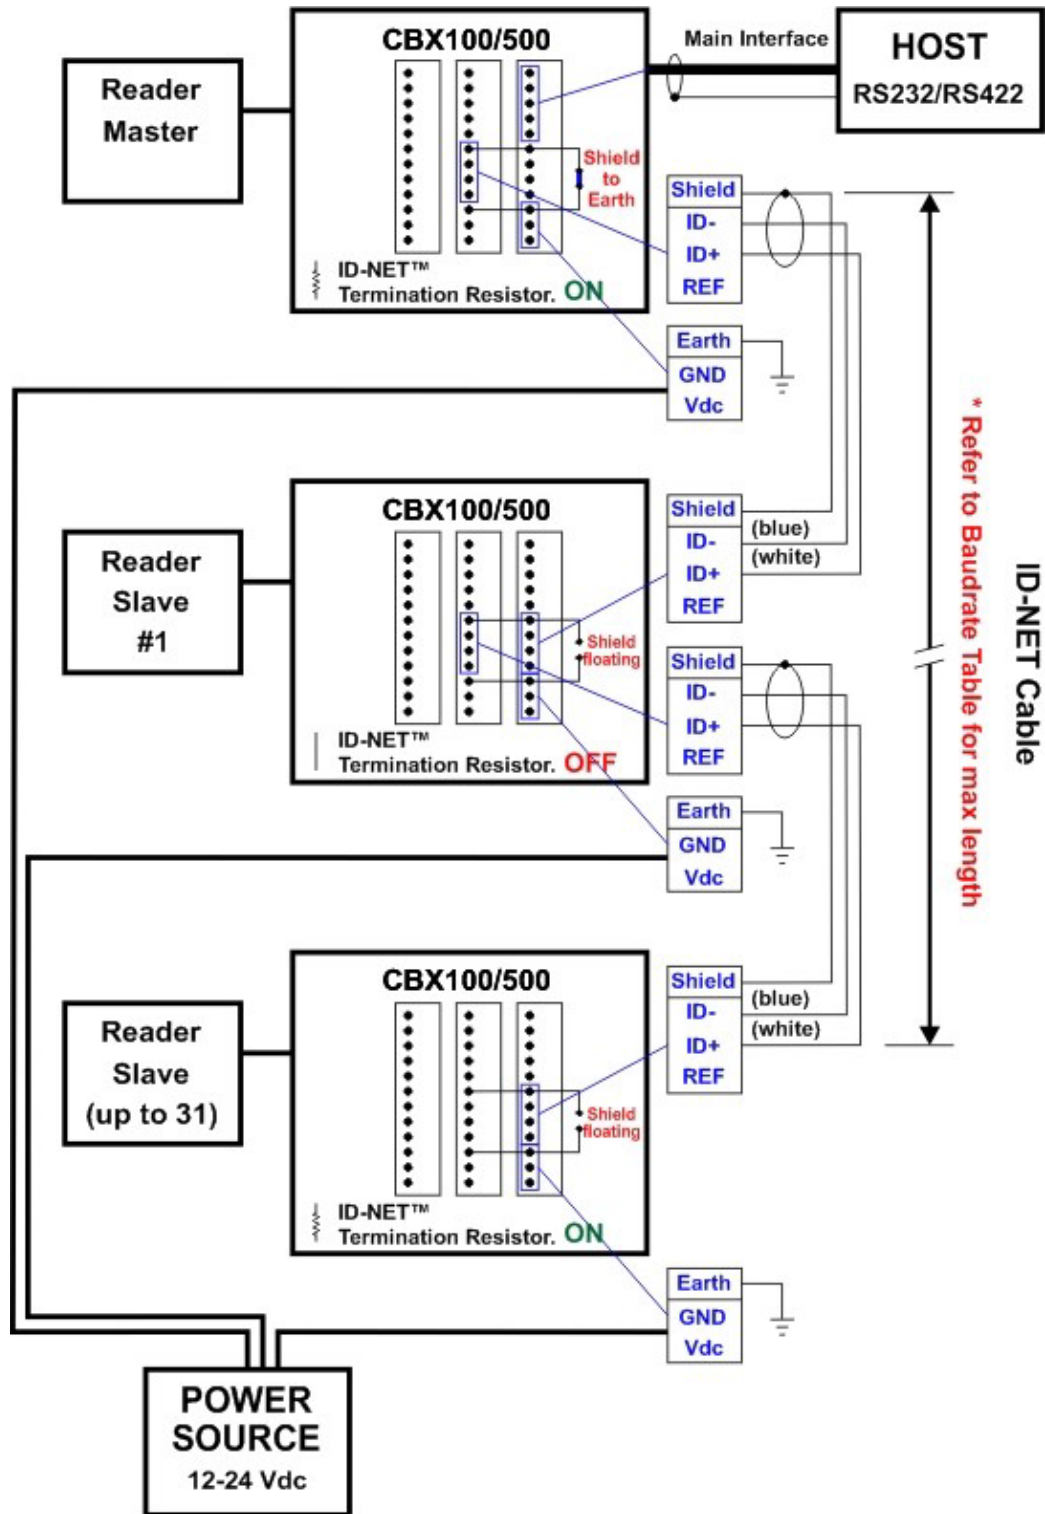 CBX100/500
Main Interface
HOST
RS232/RS422
Reader
Master
Shield
to
Earth
ID-NET™
Termination Resistor. ON
Shield
ID-
ID+
REF
Earth
GND
Vdc
CBX100/500
Reader
Slave
#1
Shield
floating
ID-NET™
Termination Resistor. OFF
Shield
ID-
ID+
REF
(blue)
(white)
Shield
ID-
ID+
REF
Earth
GND
Vdc
CBX100/500
Reader
Slave
(up to 31)
Shield
floating
ID-NET™
Termination Resistor. ON
Shield
ID-
ID+
REF
(blue)
(white)
Earth
GND
Vdc
ID-NET Cable
* Refer to Baudrate Table for max length
POWER
SOURCE
12-24 Vdc